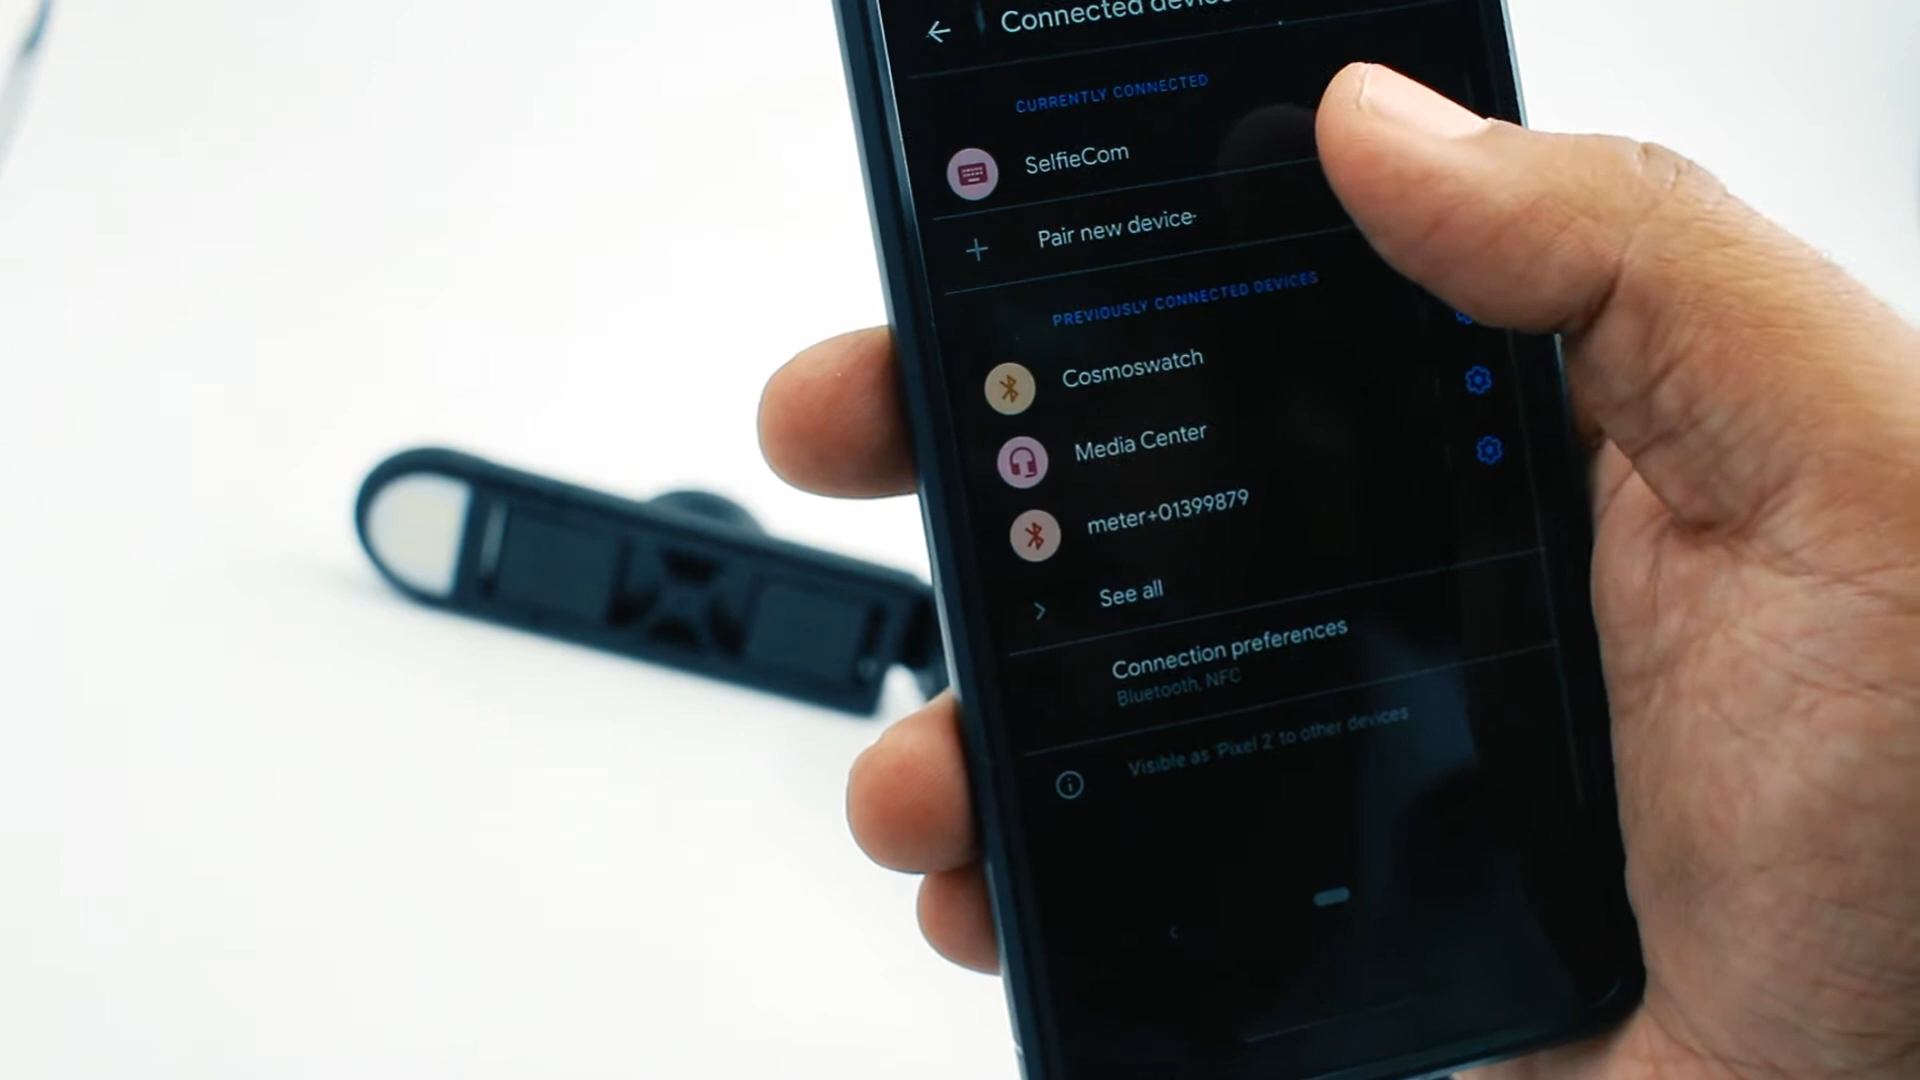 Connected
CURRENTLY CONNECTED
SelfieCom
Pair new device
PREVIOUSLY CONNECTED DEVICES
Cosmoswatch
Media Center
meter+01399879
See all
Connection preferences
Bluetooth, NFC
Visible as 'Pixel 2' to other devices